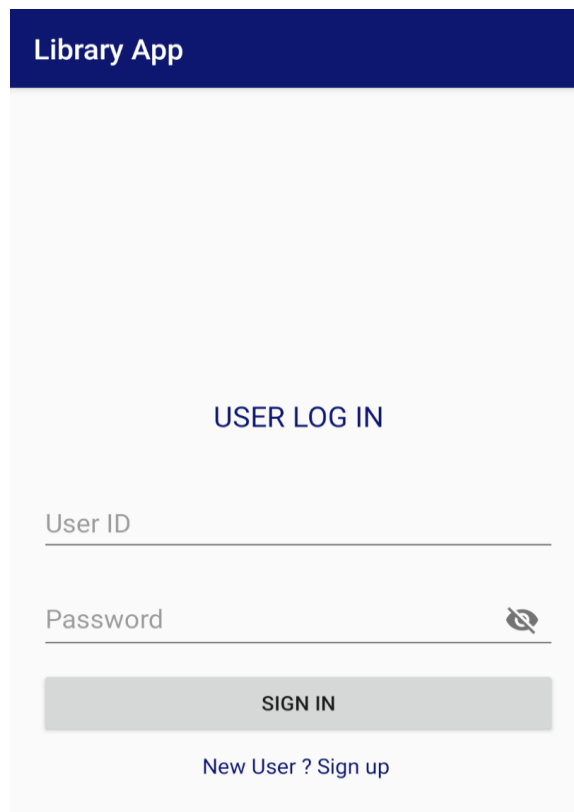 Library App
USER LOG IN
User ID
Password
SIGN IN
New User ? Sign up